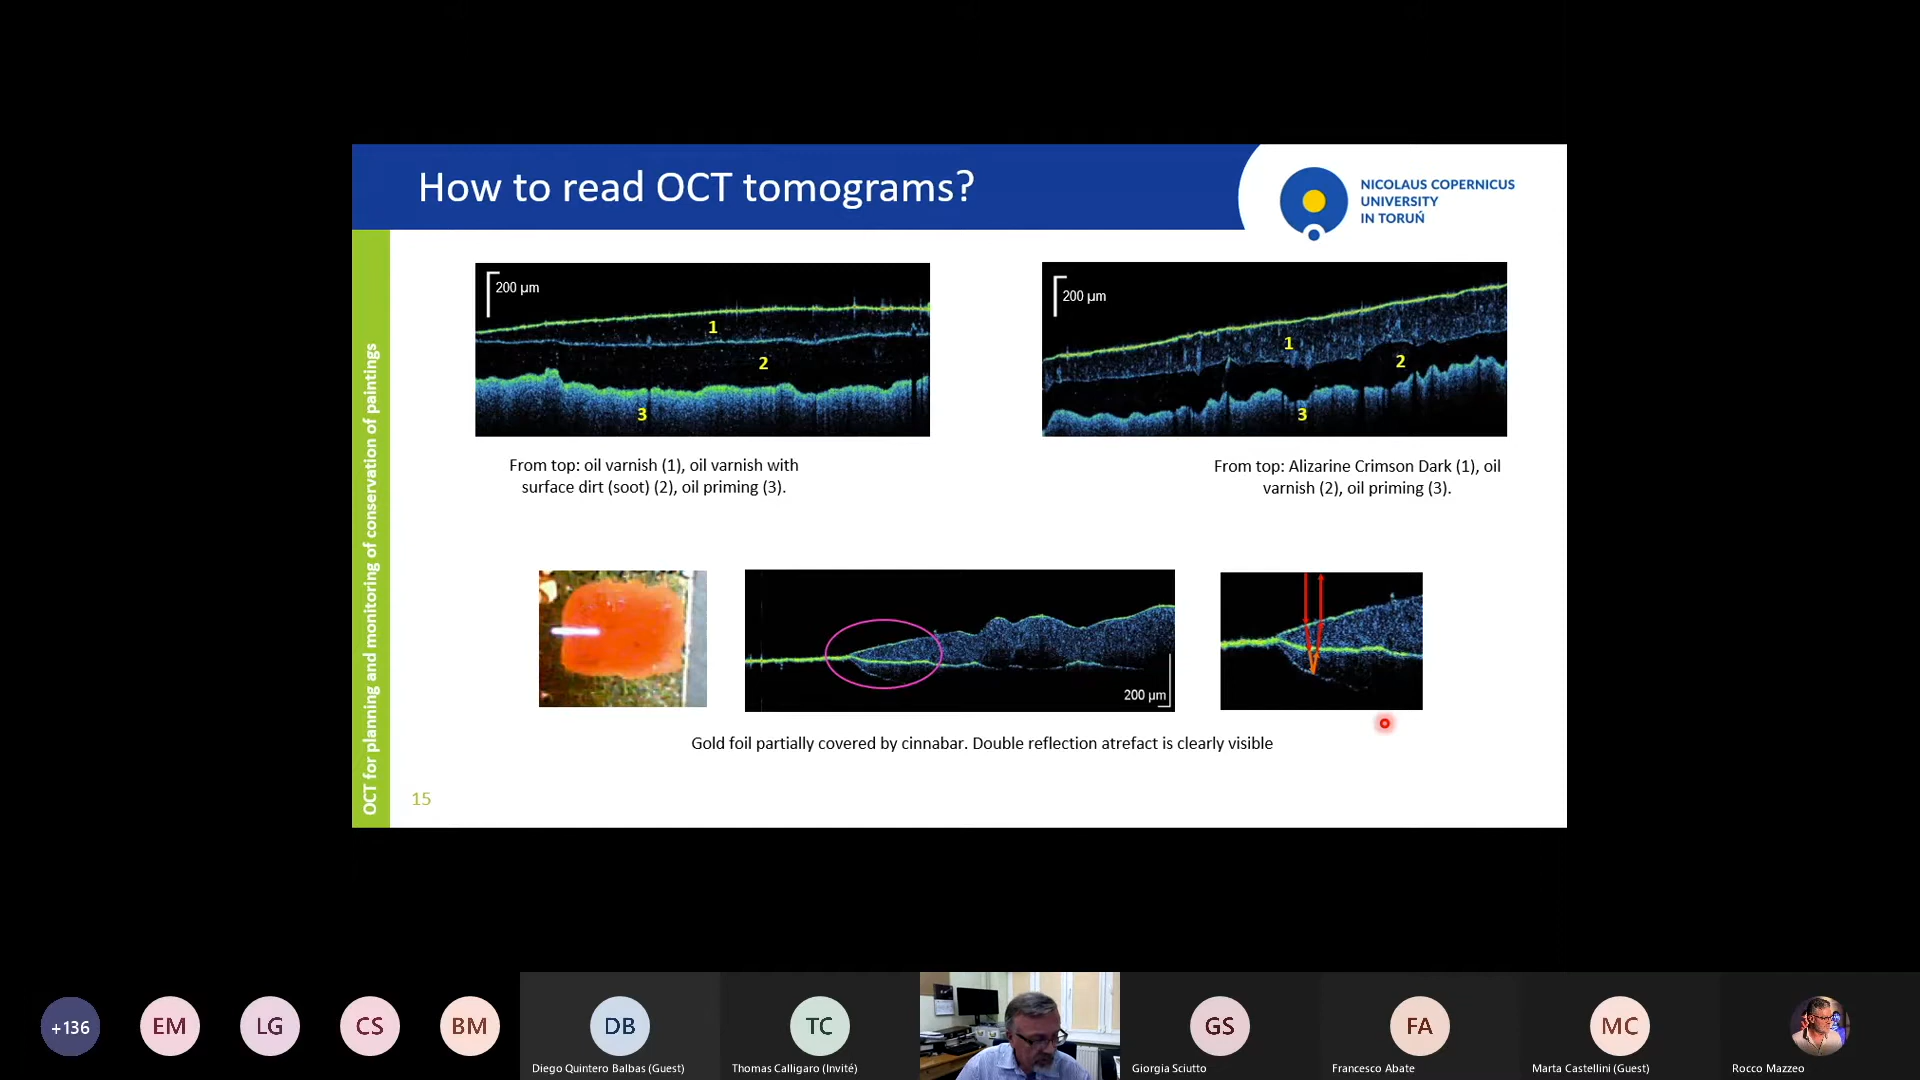 How to read OCT tomograms?
NICOLAUS COPERNICUS
UNIVERSITY
IN TORUŃ
OCT for planning and monitoring of conservation of paintings
200 µm
1
2
3
200 µm
1
2
3
From top: oil varnish (1), oil varnish with
surface dirt (soot) (2), oil priming (3).
From top: Alizarine Crimson Dark (1), oil
varnish (2), oil priming (3).
200 µm
Gold foil partially covered by cinnabar. Double reflection atrefact is clearly visible
15
+136
EM
LG
CS
BM
DB
TC
GS
FA
MC
Diego Quintero Balbas (Guest)
Thomas Calligaro (Invité)
Giorgia Sciutto
Francesco Abate
Marta Castellini (Guest)
Rocco Mazzeo